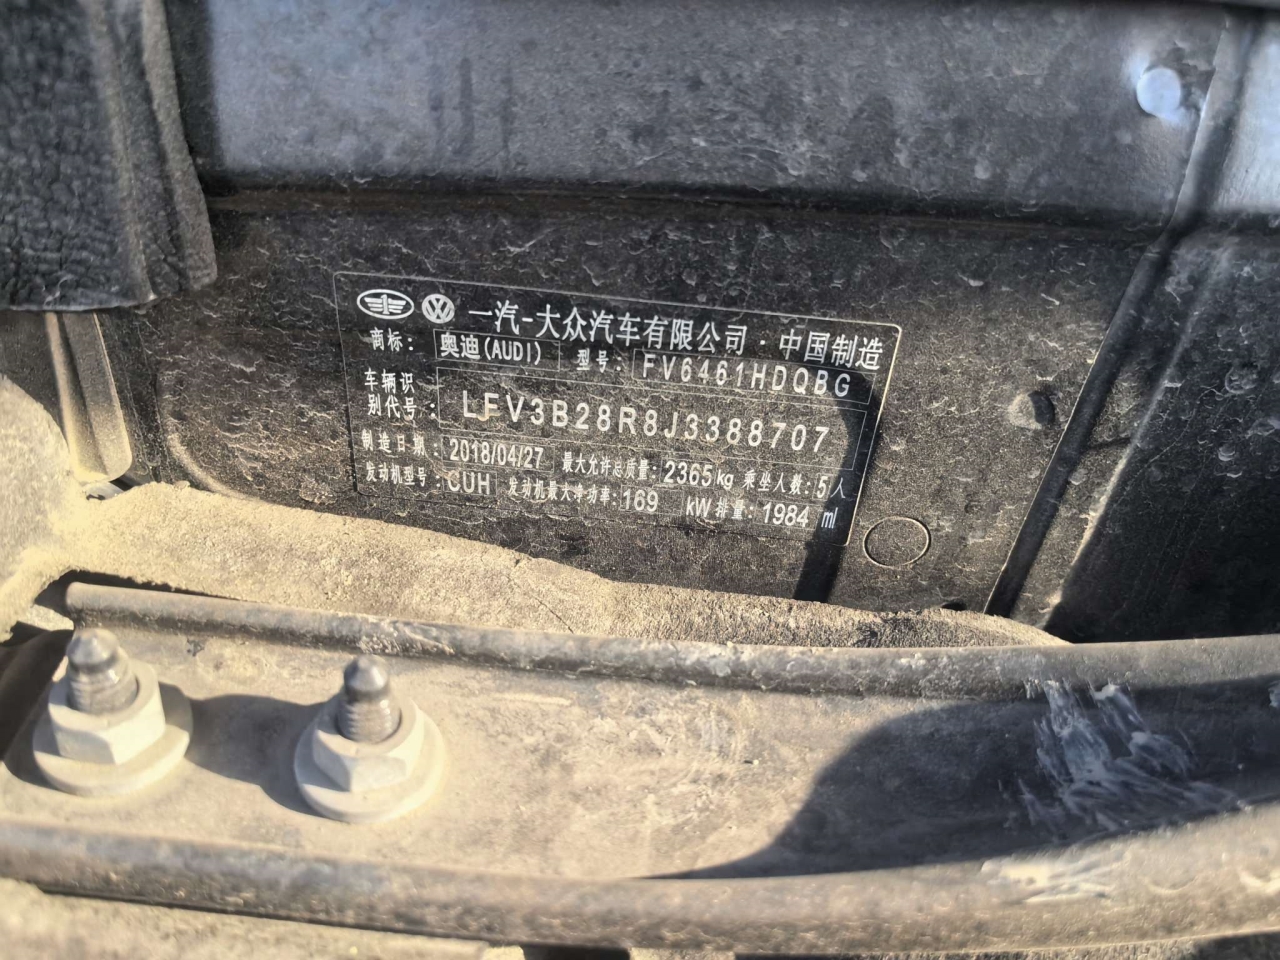 一汽-大众汽车有限公司·中国制造
商标: 奥迪(AUDI) 型号: FV6461HDQBG
车辆识别代号: LFV3B28R8J3388707
制造日期: 2018/04/27 最大允许总质量: 2365kg 乘坐人数: 5人
发动机型号: CUH 发动机最大净功率: 169 kW 排量: 1984 ml